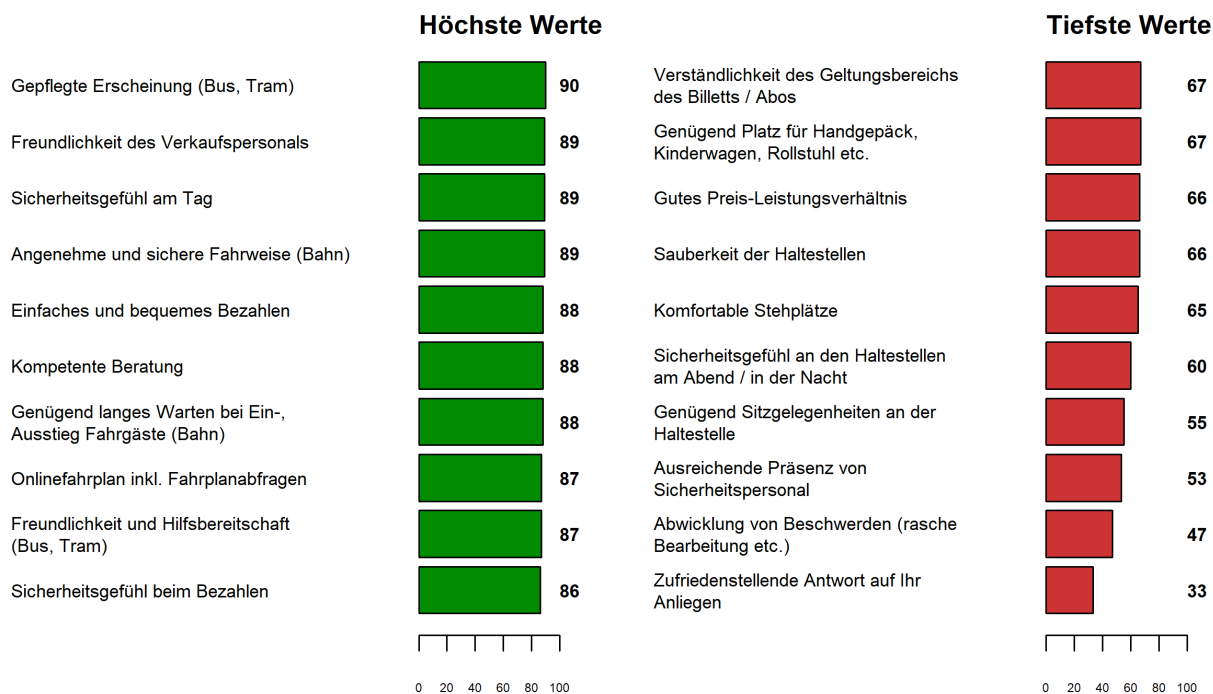 Höchste Werte
Gepflegte Erscheinung (Bus, Tram)
90
Freundlichkeit des Verkaufspersonals
89
Sicherheitsgefühl am Tag
89
Angenehme und sichere Fahrweise (Bahn)
89
Einfaches und bequemes Bezahlen
88
Kompetente Beratung
88
Genügend langes Warten bei Ein-,
Ausstieg Fahrgäste (Bahn)
88
Onlinefahrplan inkl. Fahrplanabfragen
87
Freundlichkeit und Hilfsbereitschaft
(Bus, Tram)
87
Sicherheitsgefühl beim Bezahlen
86
0 20 40 60 80 100
Tiefste Werte
Verständlichkeit des Geltungsbereichs
des Billetts / Abos
67
Genügend Platz für Handgepäck,
Kinderwagen, Rollstuhl etc.
67
Gutes Preis-Leistungsverhältnis
66
Sauberkeit der Haltestellen
66
Komfortable Stehplätze
65
Sicherheitsgefühl an den Haltestellen
am Abend / in der Nacht
60
Genügend Sitzgelegenheiten an der
Haltestelle
55
Ausreichende Präsenz von
Sicherheitspersonal
53
Abwicklung von Beschwerden (rasche
Bearbeitung etc.)
47
Zufriedenstellende Antwort auf Ihr
Anliegen
33
0 20 40 60 80 100